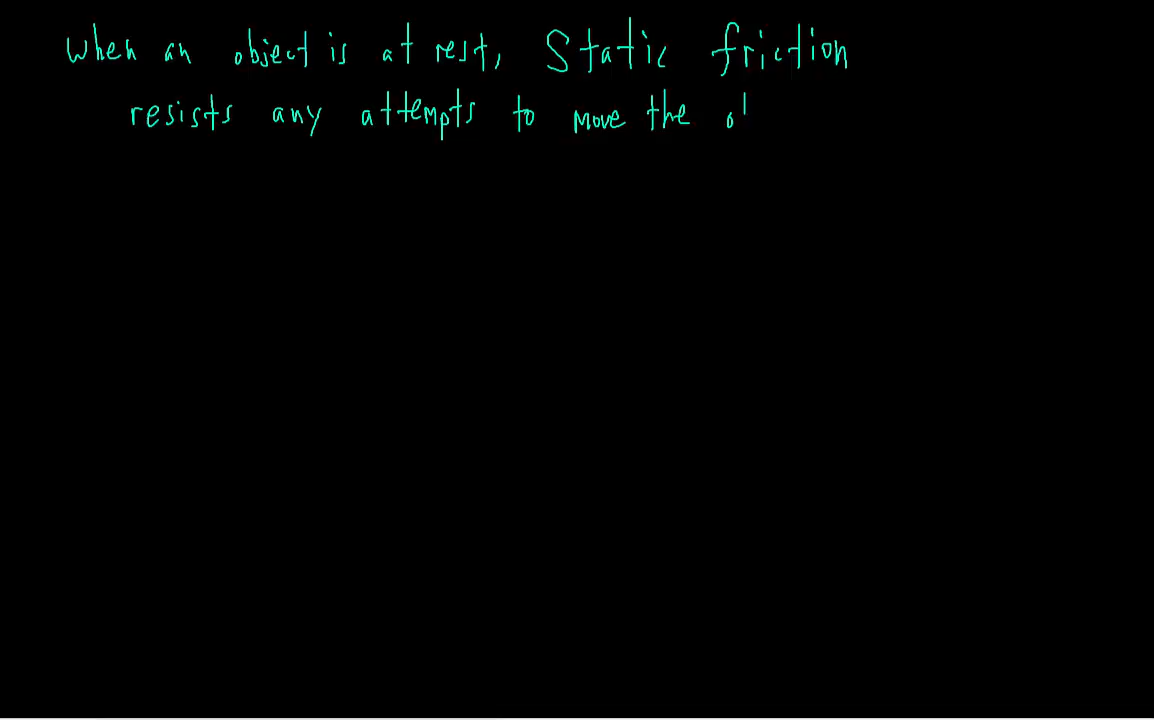 When an object is at rest, Static friction
resists any attempts to move the